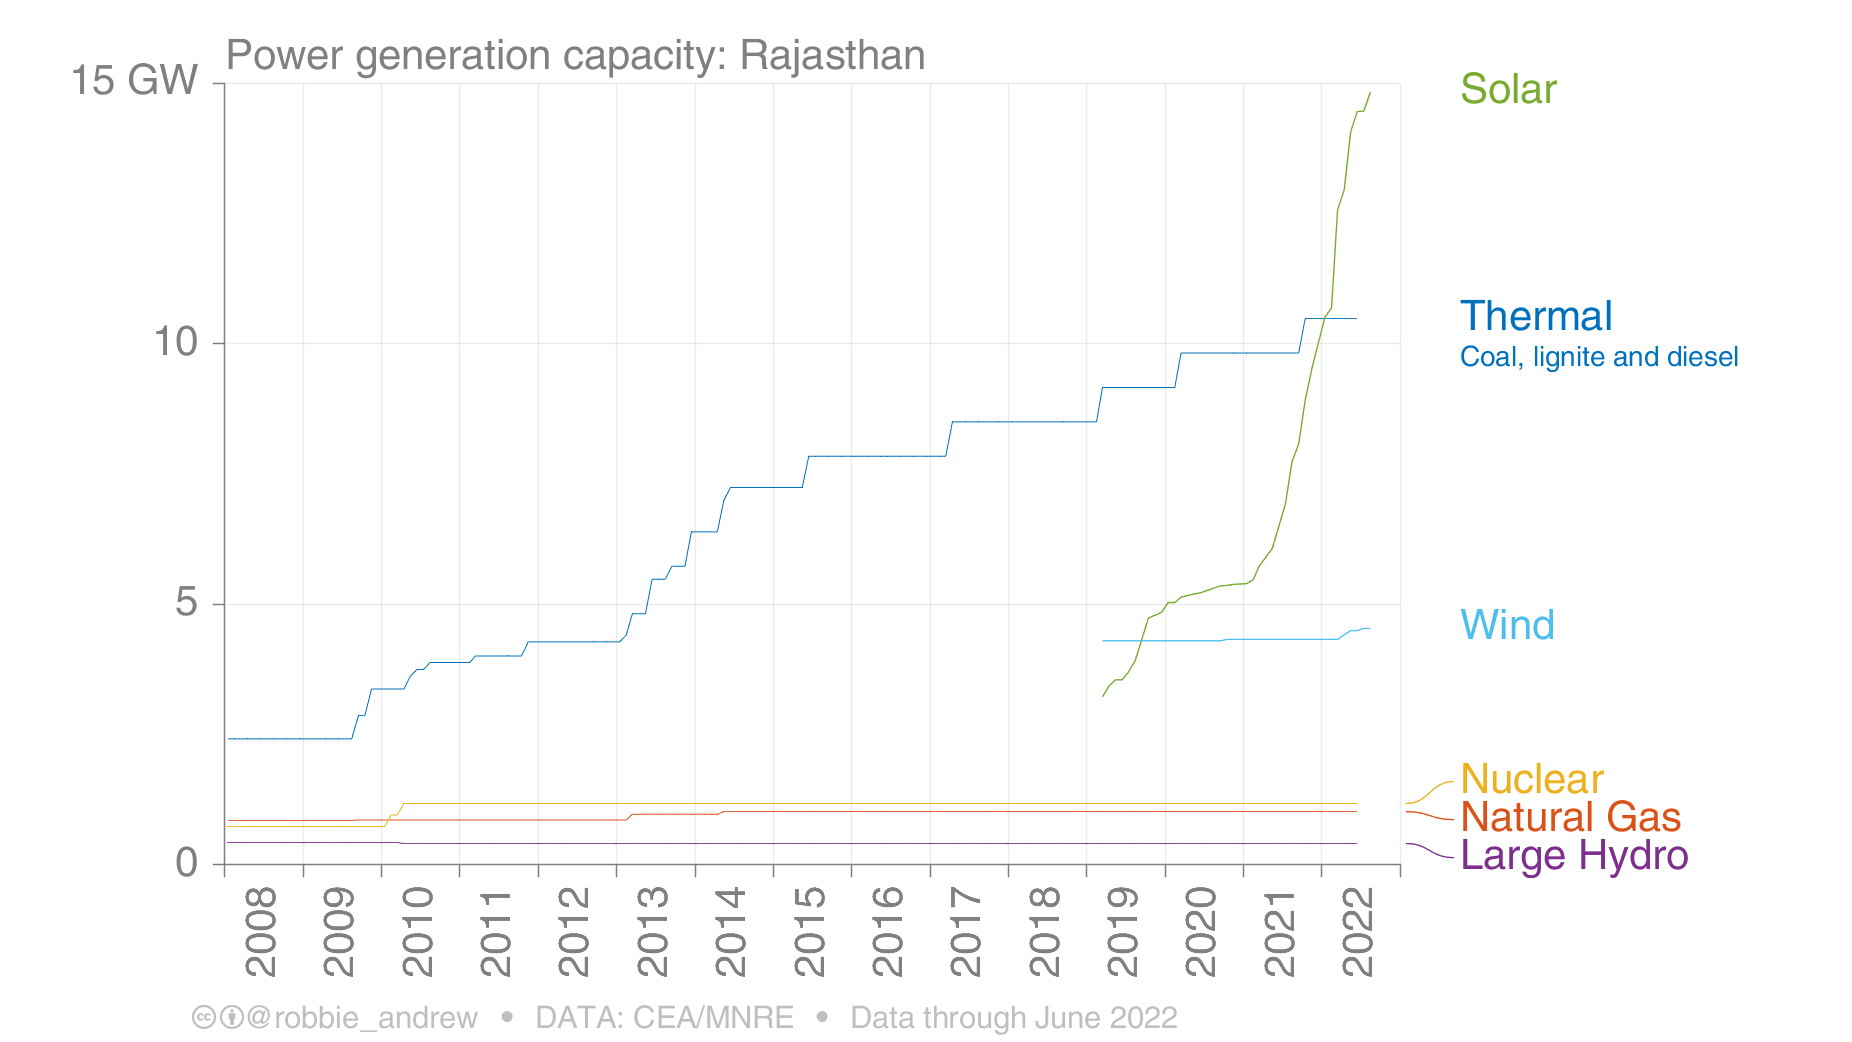 Power generation capacity: Rajasthan
15 GW
10
5
0
Solar
Thermal
Coal, lignite and diesel
Wind
Nuclear
Natural Gas
Large Hydro
2008 2009 2010 2011 2012 2013 2014 2015 2016 2017 2018 2019 2020 2021 2022
cc @robbie_andrew • DATA: CEA/MNRE • Data through June 2022